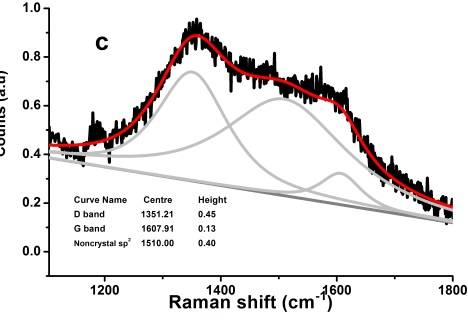 1.0
C
0.8
0.6
0.4
0.2
0.0
Counts (a.u)
Curve Name Centre Height
D band 1351.21 0.45
G band 1607.91 0.13
Noncrystal sp² 1510.00 0.40
1200 1400 1600 1800
Raman shift (cm⁻¹)